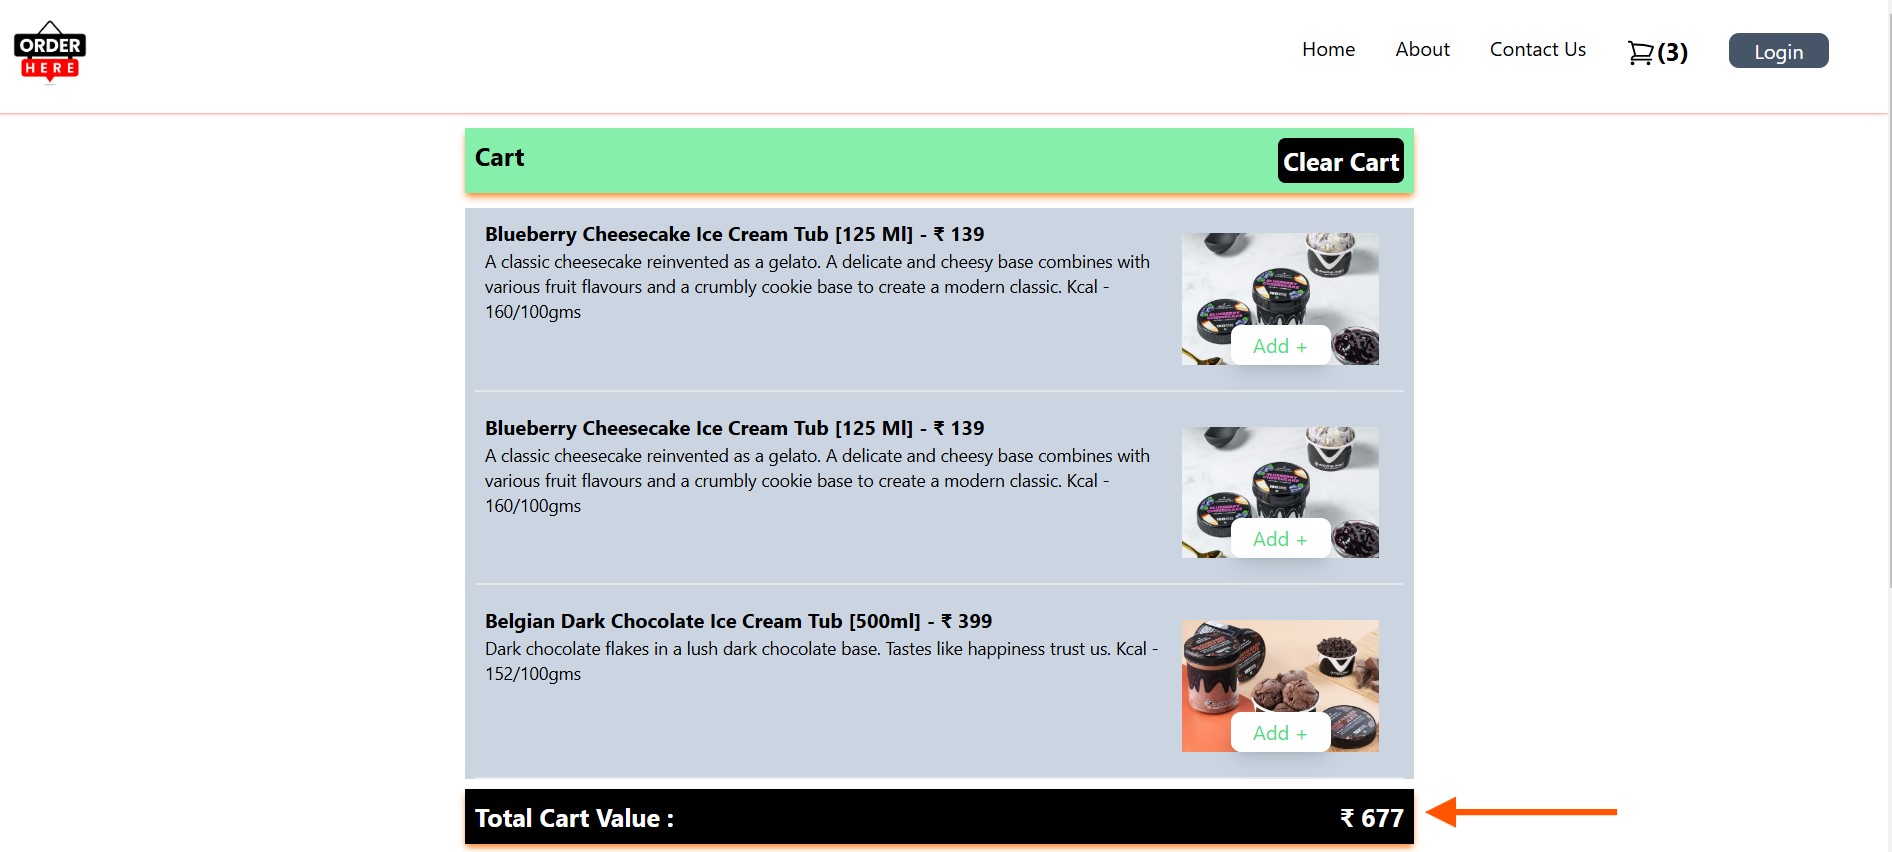 ORDER
HERE
Home
About
Contact Us
(3)
Login
Cart
Clear Cart
Blueberry Cheesecake Ice Cream Tub [125 Ml] - ₹ 139
A classic cheesecake reinvented as a gelato. A delicate and cheesy base combines with
various fruit flavours and a crumbly cookie base to create a modern classic. Kcal -
160/100gms
Add +
Blueberry Cheesecake Ice Cream Tub [125 Ml] - ₹ 139
A classic cheesecake reinvented as a gelato. A delicate and cheesy base combines with
various fruit flavours and a crumbly cookie base to create a modern classic. Kcal -
160/100gms
Add +
Belgian Dark Chocolate Ice Cream Tub [500ml] - ₹ 399
Dark chocolate flakes in a lush dark chocolate base. Tastes like happiness trust us. Kcal -
152/100gms
Add +
Total Cart Value :
₹ 677